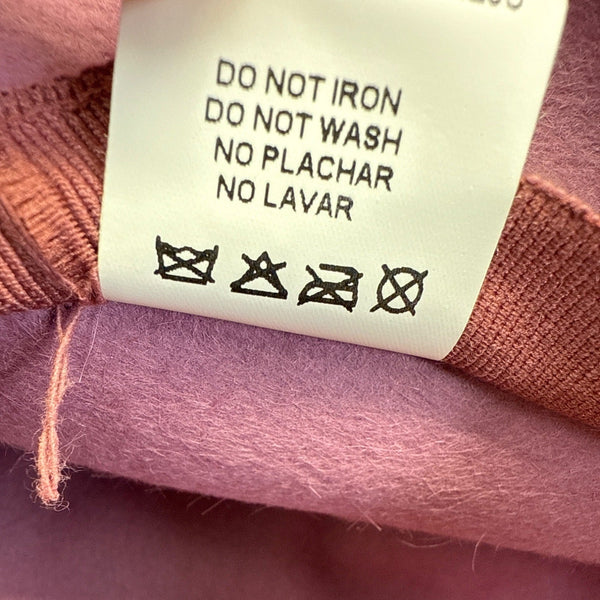 DO NOT IRON
DO NOT WASH
NO PLACHAR
NO LAVAR